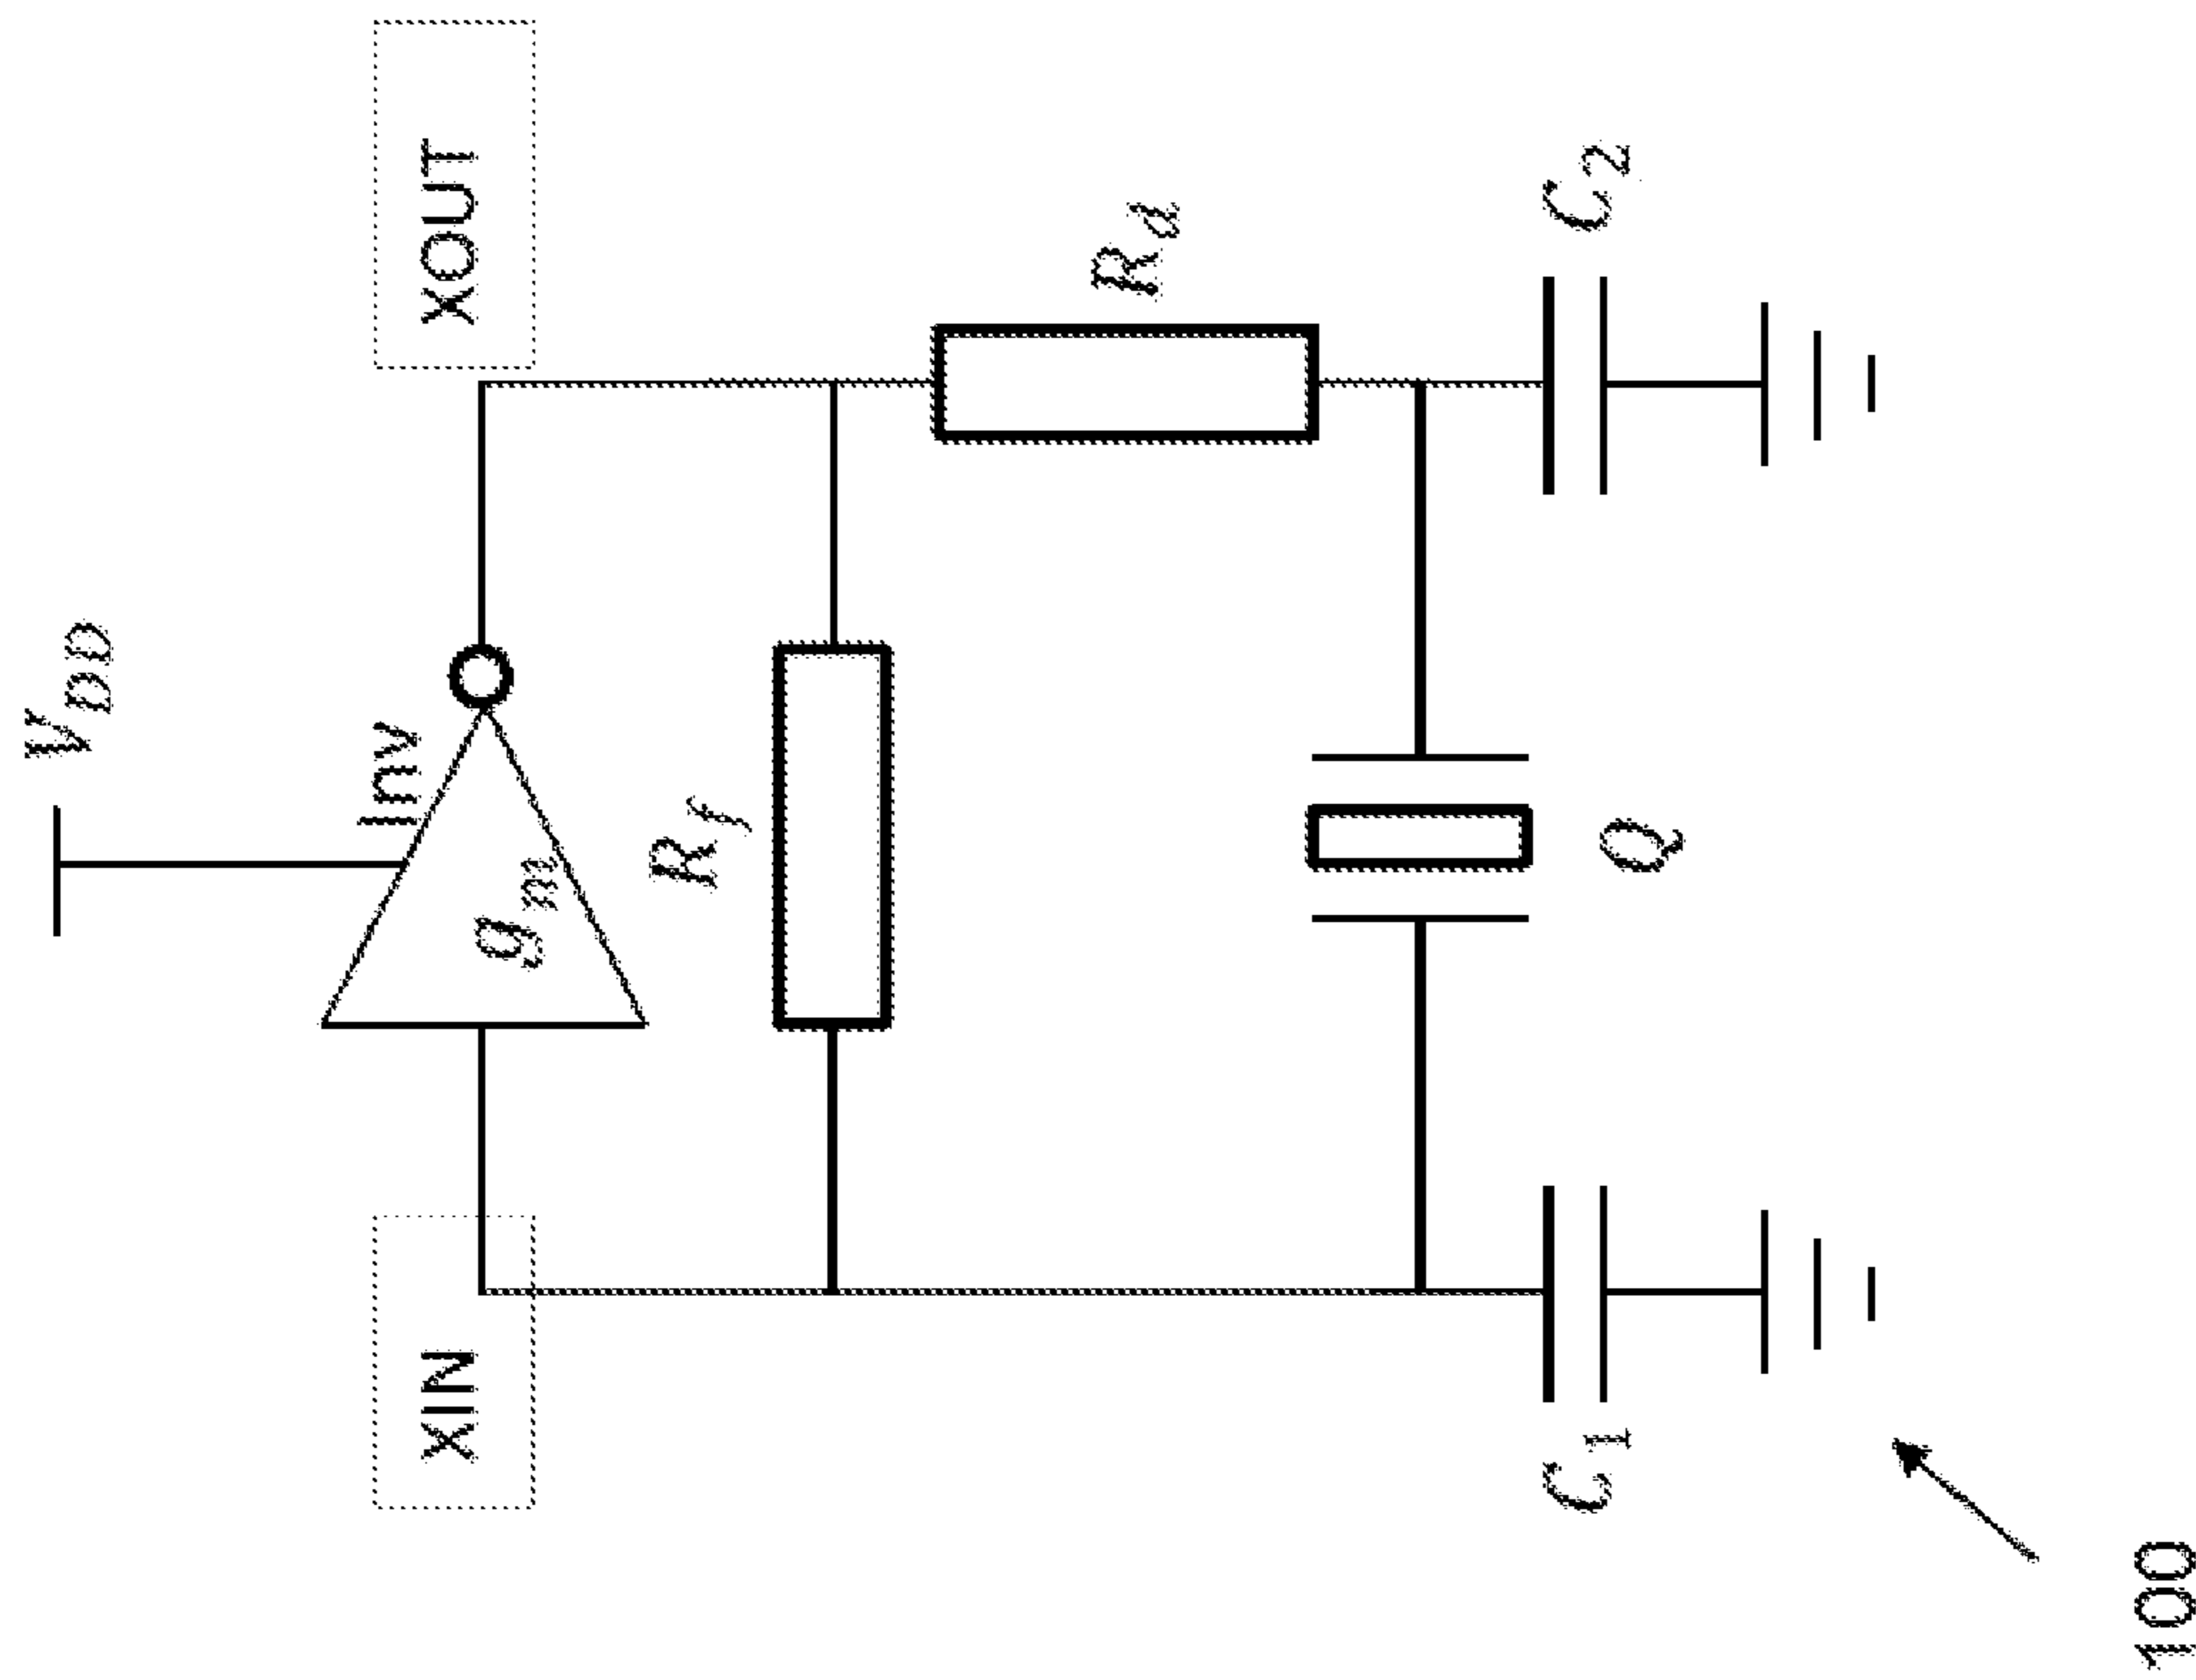 V_DD
Inv
XIN
XOUT
g_m
R_f
R_d
Q
C_1
C_2
100